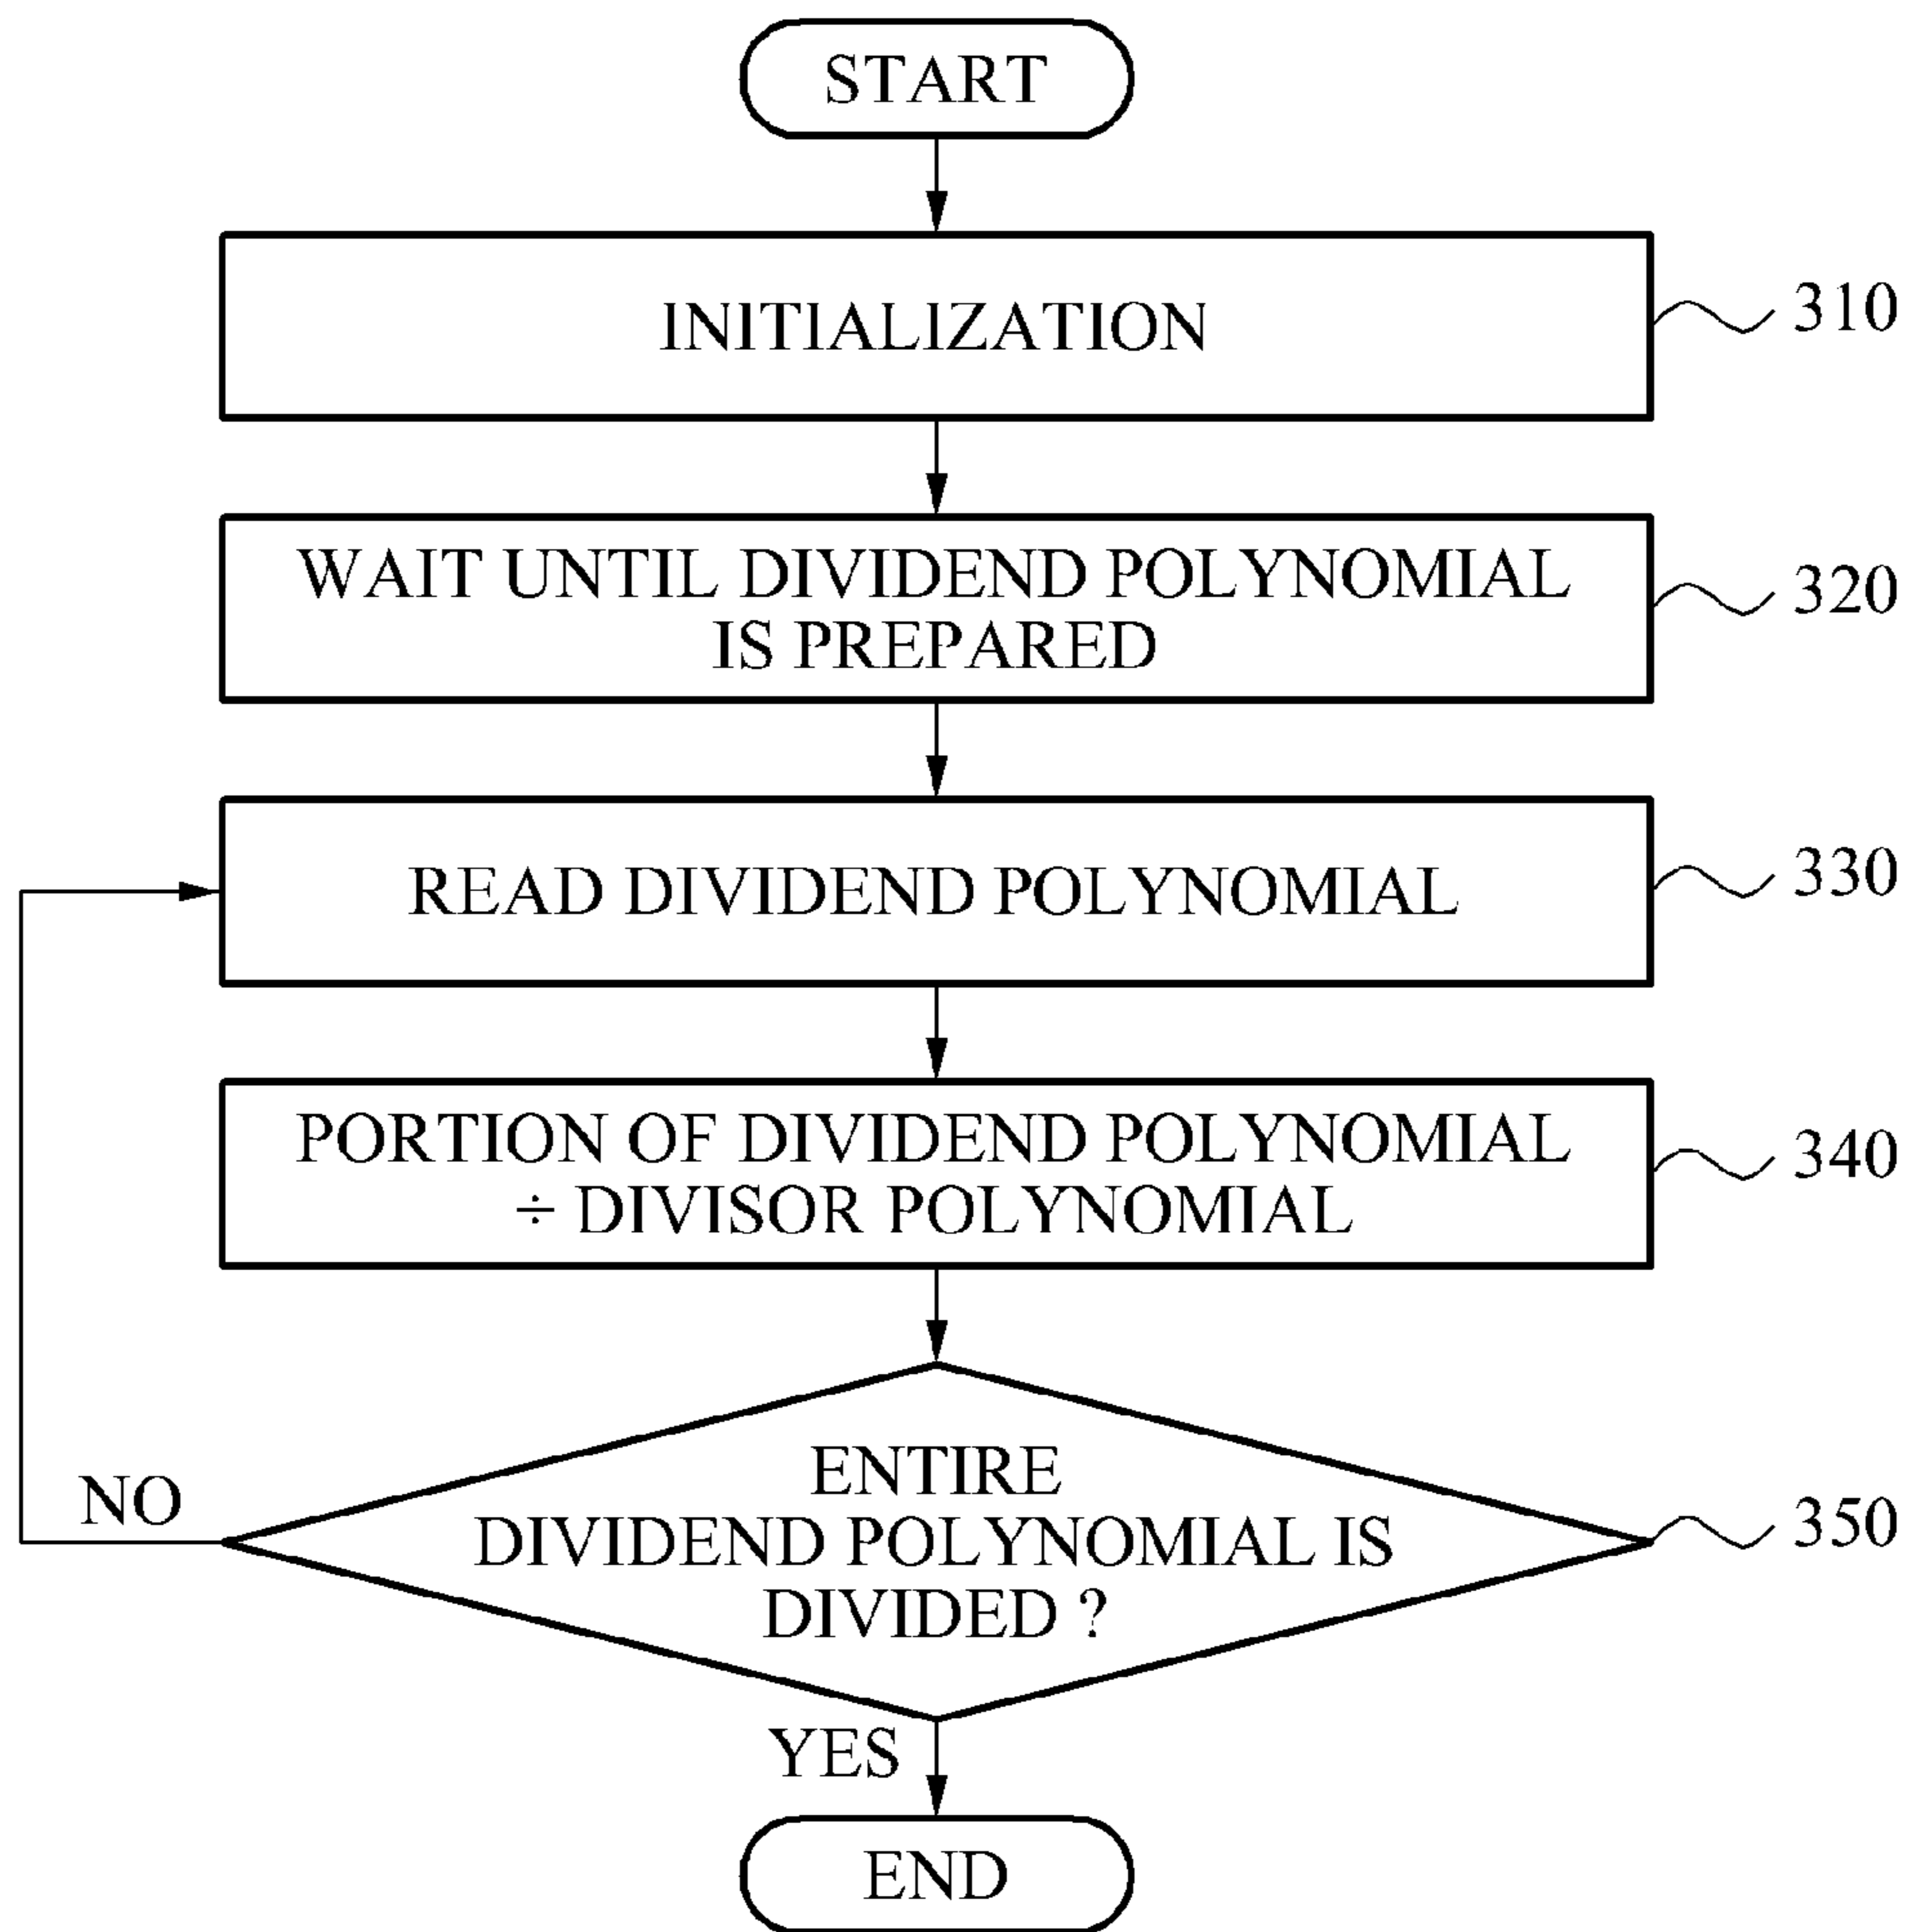 START
INITIALIZATION
310
WAIT UNTIL DIVIDEND POLYNOMIAL
IS PREPARED
320
READ DIVIDEND POLYNOMIAL
330
PORTION OF DIVIDEND POLYNOMIAL
÷ DIVISOR POLYNOMIAL
340
ENTIRE
DIVIDEND POLYNOMIAL IS
DIVIDED ?
350
NO
YES
END